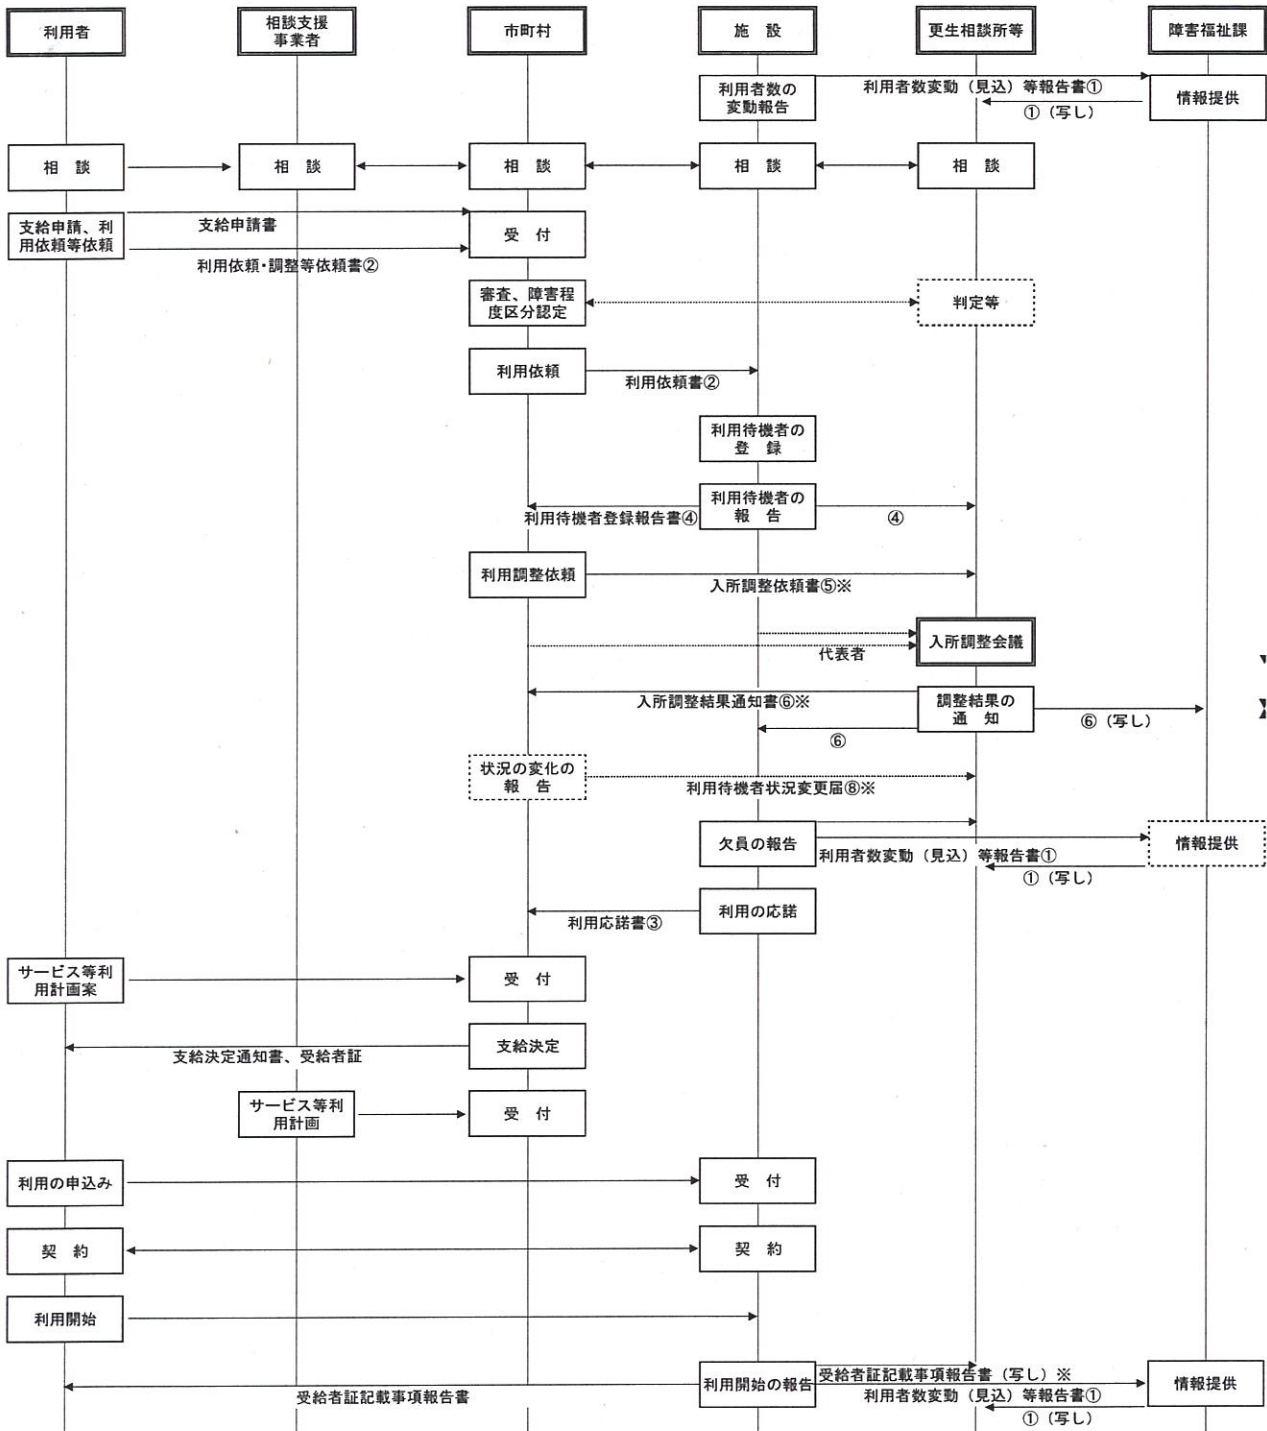 利用者
相談支援
事業者
市町村
施　設
更生相談所等
障害福祉課
利用者数の
変動報告
利用者数変動（見込）等報告書①
①（写し）
情報提供
相　談
相　談
相　談
相　談
相　談
支給申請、利
用依頼等依頼
支給申請書
利用依頼・調整等依頼書②
受　付
審査、障害程
度区分認定
判定等
利用依頼
利用依頼書②
利用待機者の
登　録
利用待機者登録報告書④
利用待機者の
報　告
④
利用調整依頼
入所調整依頼書⑤※
代表者
入所調整会議
入所調整結果通知書⑥※
⑥
調整結果の
通　知
⑥（写し）
状況の変化の
報　告
利用待機者状況変更届⑧※
欠員の報告
利用者数変動（見込）等報告書①
①（写し）
情報提供
利用応諾書③
利用の応諾
サービス等利
用計画案
受　付
支給決定通知書、受給者証
支給決定
サービス等利
用計画
受　付
利用の申込み
受　付
契　約
契　約
利用開始
受給者証記載事項報告書
利用開始の報告
受給者証記載事項報告書（写し）※
利用者数変動（見込）等報告書①
①（写し）
情報提供